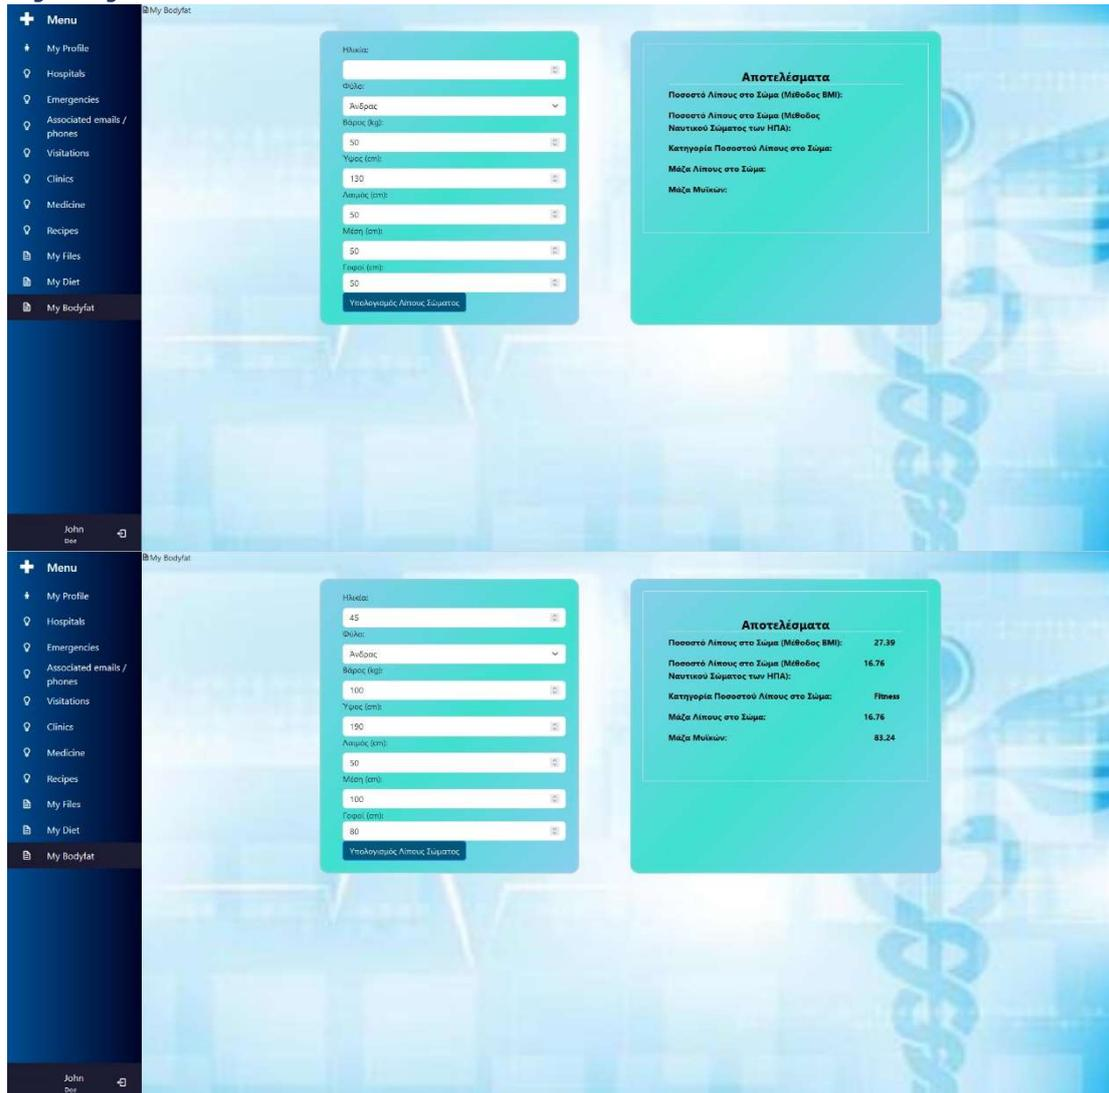 My Bodyfat
Menu
My Profile
Hospitals
Emergencies
Associated emails /
phones
Visitations
Clinics
Medicine
Recipes
My Files
My Diet
My Bodyfat
John
Doe
Ηλικία:
Φύλο:
Άνδρας
Βάρος (kg):
50
Ύψος (cm):
130
Λαιμός (cm):
50
Μέση (cm):
50
Γοφοί (cm):
50
Υπολογισμός Λίπους Σώματος
Αποτελέσματα
Ποσοστό Λίπους στο Σώμα (Μέθοδος BMI):
Ποσοστό Λίπους στο Σώμα (Μέθοδος
Ναυτικού Σώματος των ΗΠΑ):
Κατηγορία Ποσοστού Λίπους στο Σώμα:
Μάζα Λίπους στο Σώμα:
Μάζα Μυϊκών:
My Bodyfat
Menu
My Profile
Hospitals
Emergencies
Associated emails /
phones
Visitations
Clinics
Medicine
Recipes
My Files
My Diet
My Bodyfat
John
Doe
Ηλικία:
45
Φύλο:
Άνδρας
Βάρος (kg):
100
Ύψος (cm):
190
Λαιμός (cm):
50
Μέση (cm):
100
Γοφοί (cm):
80
Υπολογισμός Λίπους Σώματος
Αποτελέσματα
Ποσοστό Λίπους στο Σώμα (Μέθοδος BMI): 27.39
Ποσοστό Λίπους στο Σώμα (Μέθοδος 16.76
Ναυτικού Σώματος των ΗΠΑ):
Κατηγορία Ποσοστού Λίπους στο Σώμα: Fitness
Μάζα Λίπους στο Σώμα: 16.76
Μάζα Μυϊκών: 83.24